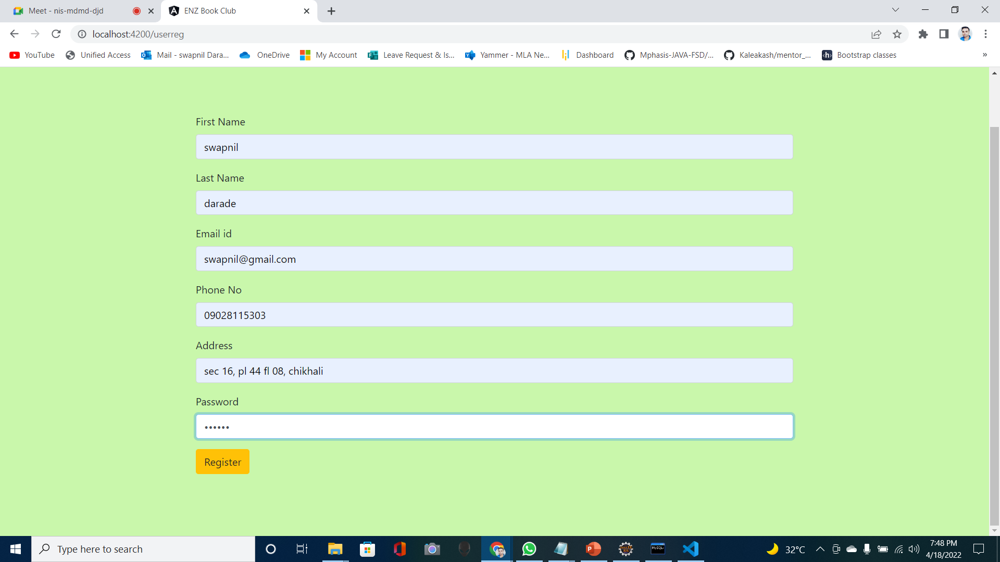 Meet - nis-mdmd-djd
ENZ Book Club
localhost:4200/userreg
YouTube
Unified Access
Mail - swapnil Dara...
OneDrive
My Account
Leave Request & Is...
Yammer - MLA Ne...
Dashboard
Mphasis-JAVA-FSD/...
Kaleakash/mentor_...
<h>
Bootstrap classes
»
First Name
swapnil
Last Name
darade
Email id
swapnil@gmail.com
Phone No
09028115303
Address
sec 16, pl 44 fl 08, chikhali
Password
••••••
Register
Type here to search
32°C
7:48 PM
4/18/2022